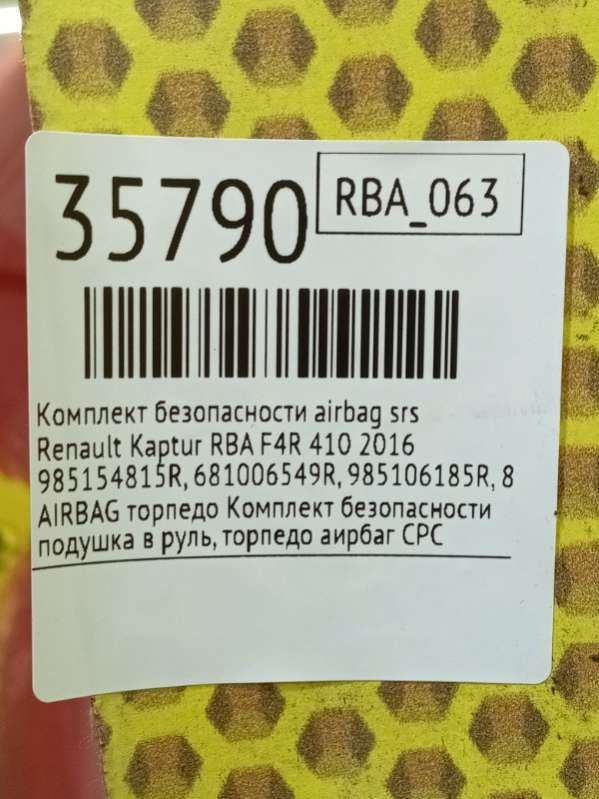 35790
RBA_063
Комплект безопасности airbag srs
Renault Kaptur RBA F4R 410 2016
985154815R, 681006549R, 985106185R, 8
AIRBAG торпедо Комплект безопасности
подушка в руль, торпедо аирбаг СРС